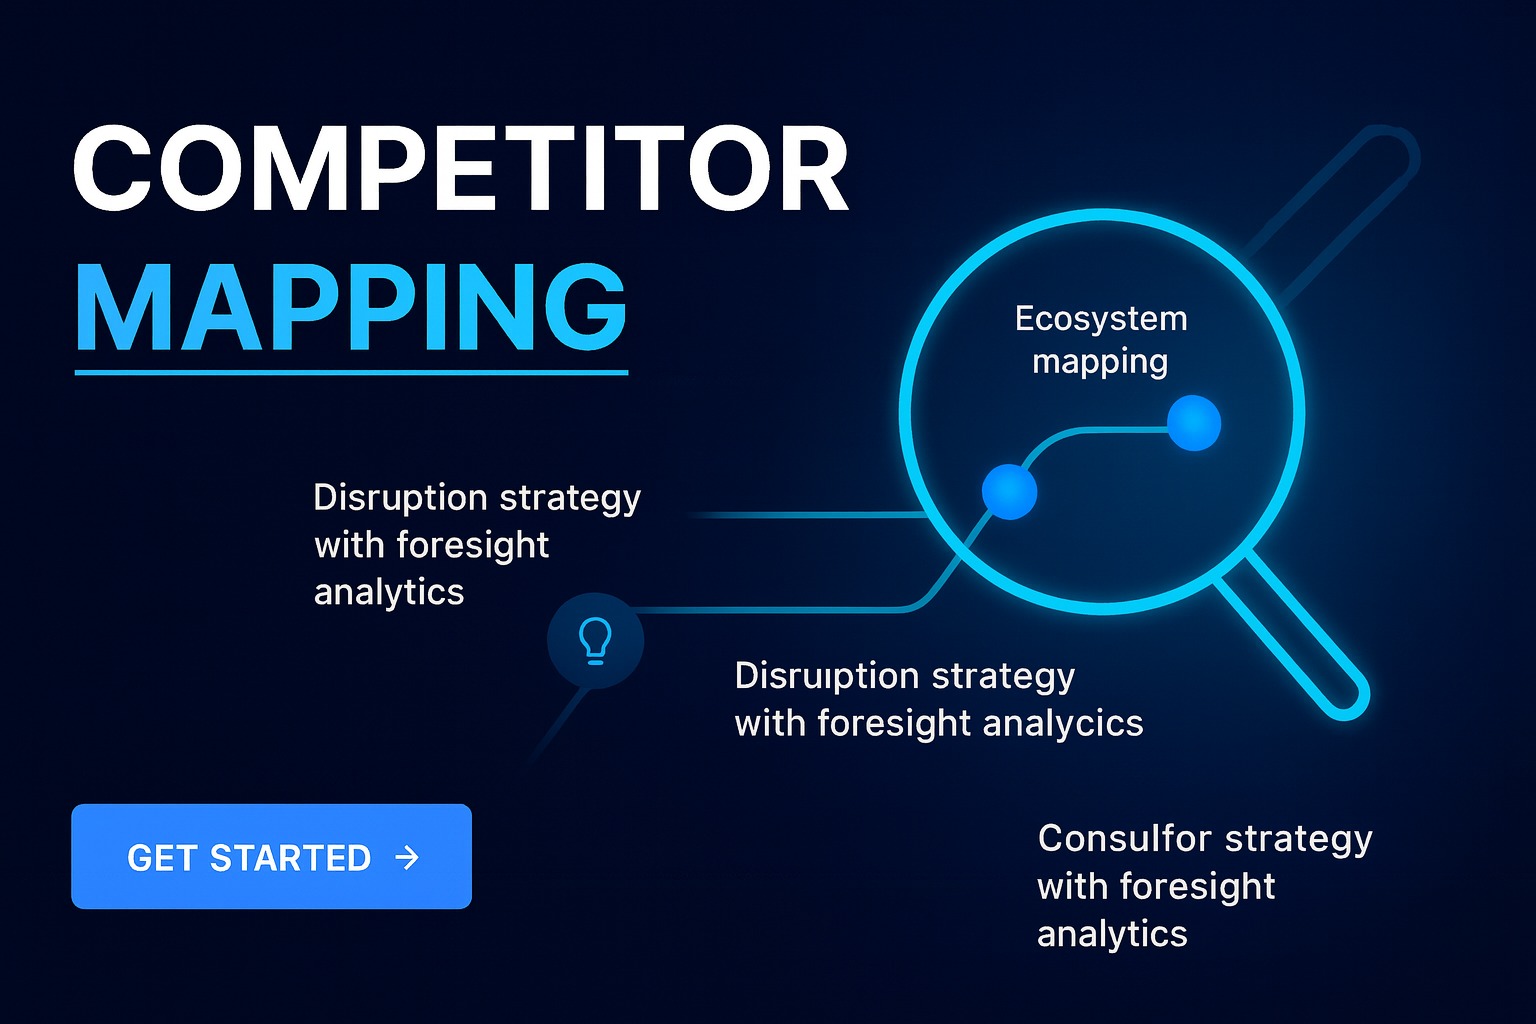 COMPETITOR
MAPPING
Ecosystem
mapping
Disruption strategy
with foresight
analytics
Disruıption strategy
with foresight analycics
GET STARTED →
Consulfor strategy
with foresight
analytics